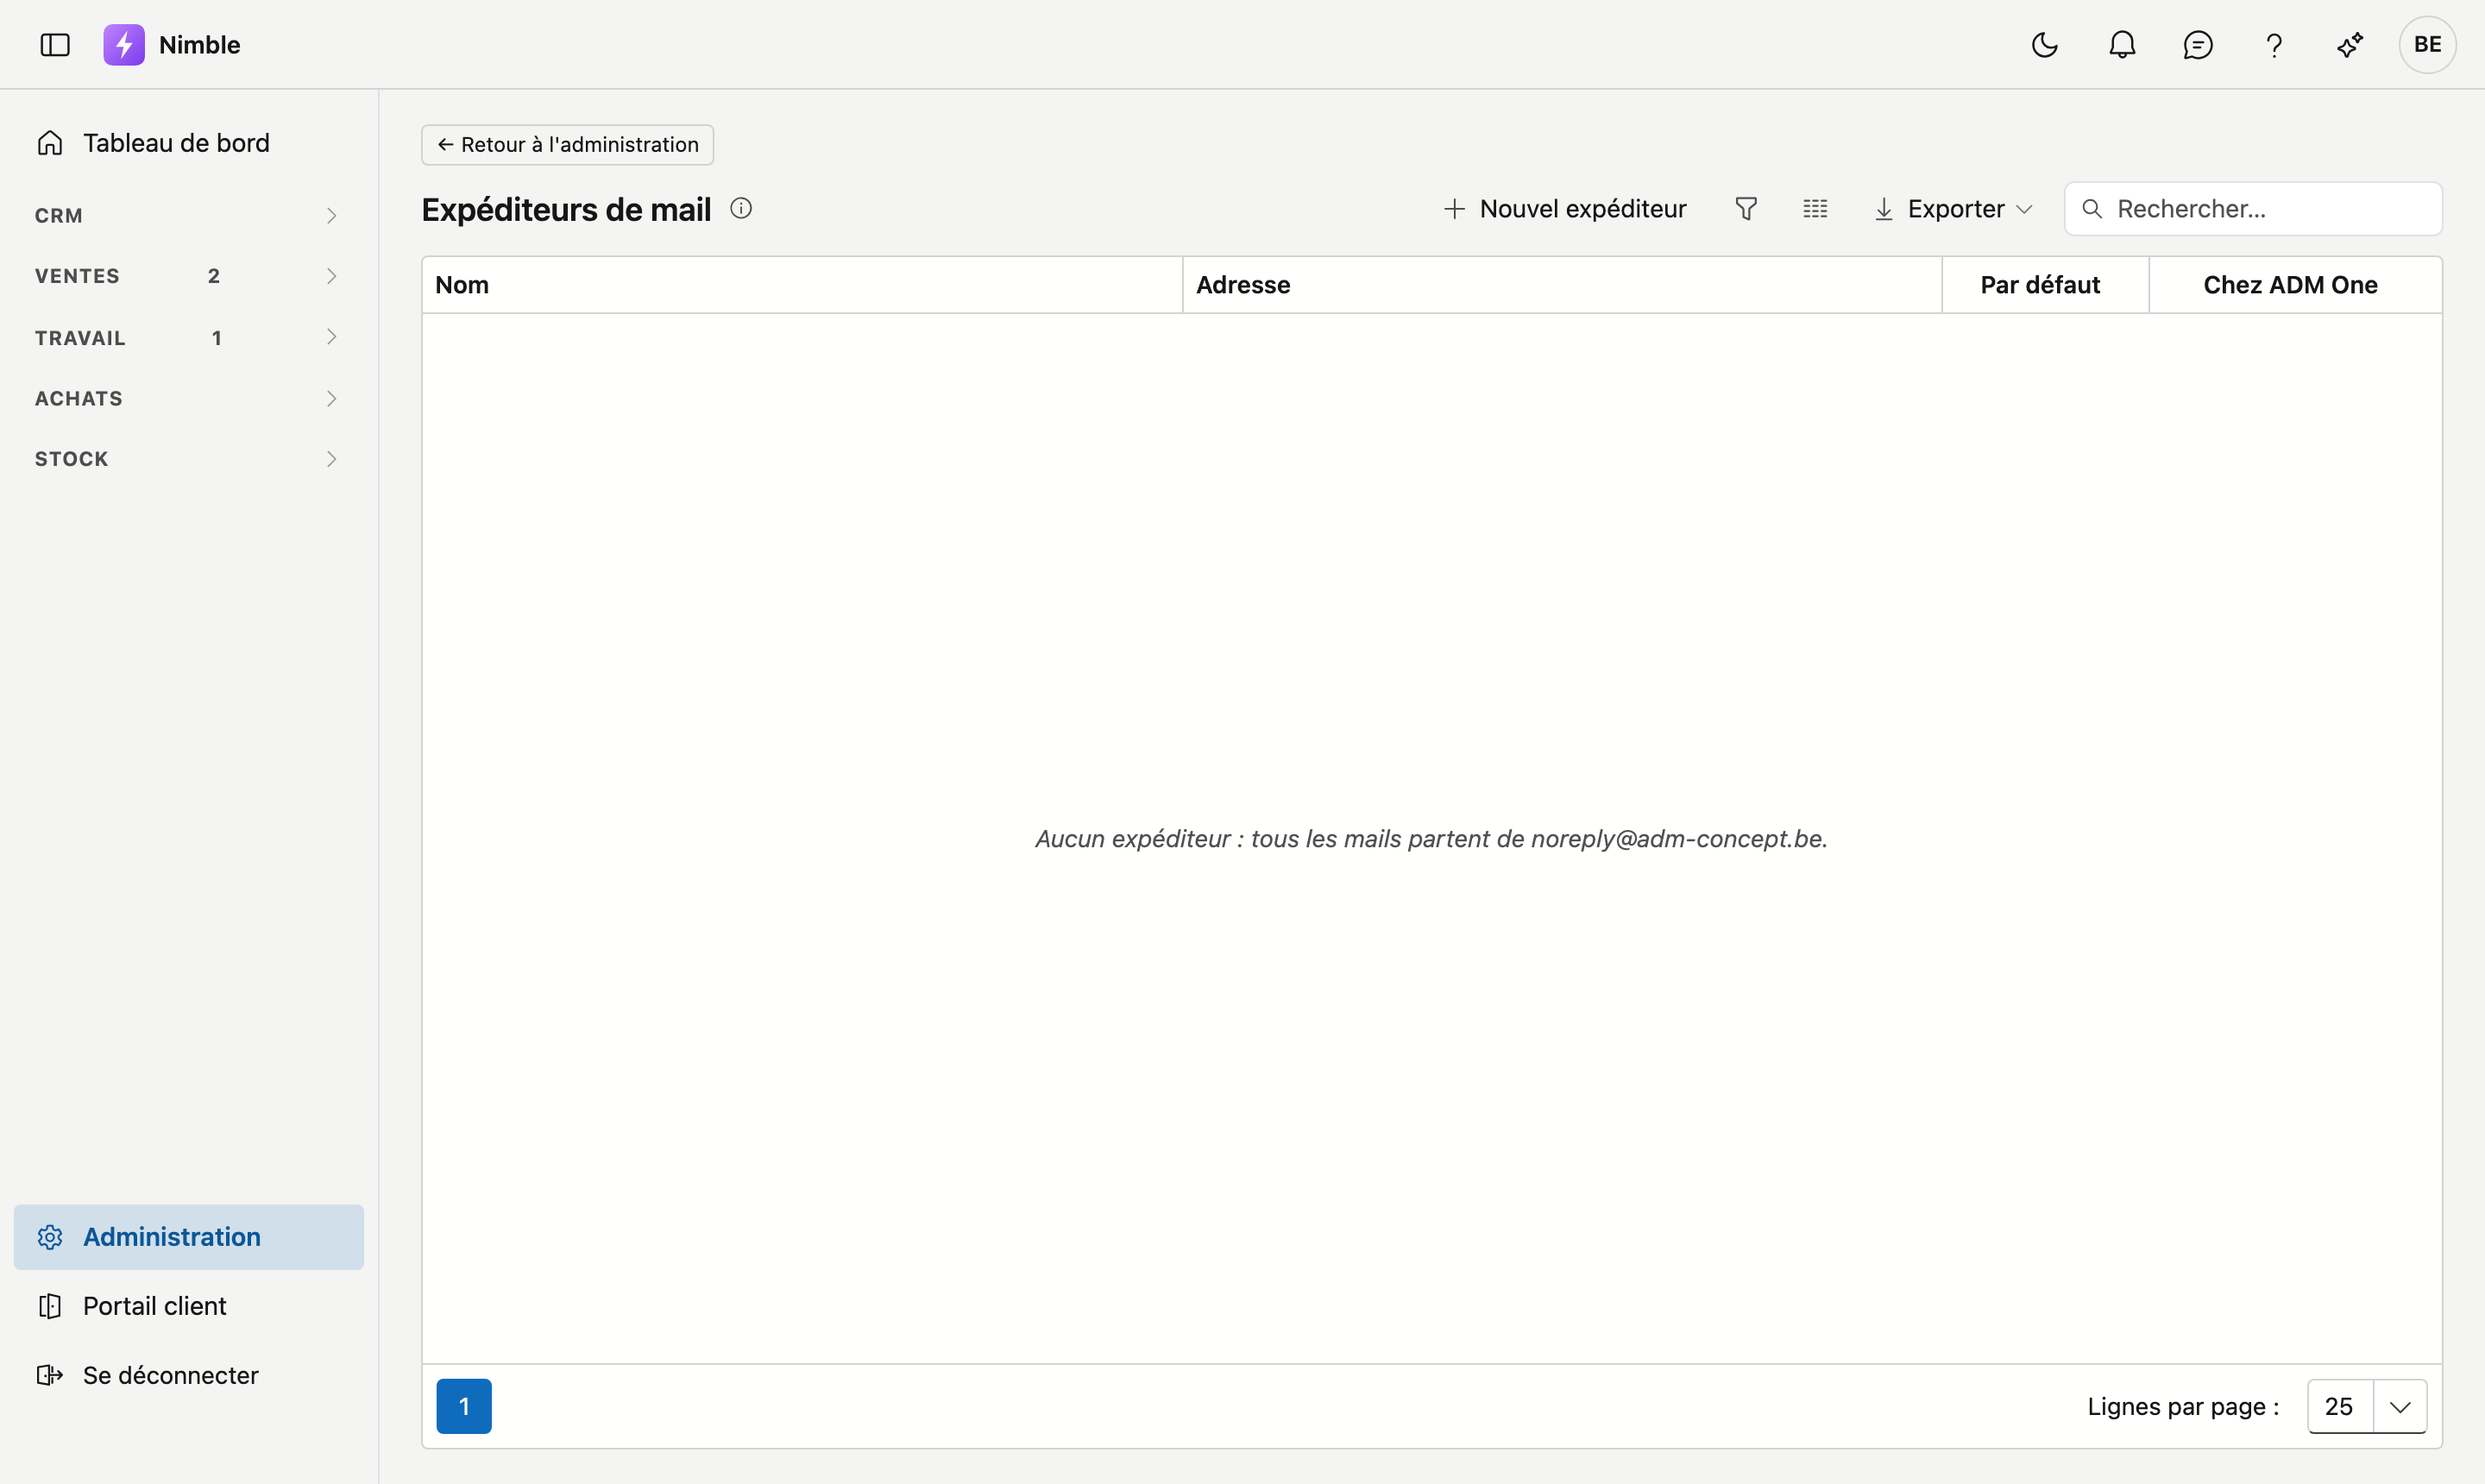 Nimble
BE
Tableau de bord
CRM
VENTES 2
TRAVAIL 1
ACHATS
STOCK
Administration
Portail client
Se déconnecter
← Retour à l'administration
Expéditeurs de mail
+ Nouvel expéditeur
Exporter
Rechercher...
Nom Adresse Par défaut Chez ADM One
Aucun expéditeur : tous les mails partent de noreply@adm-concept.be.
1
Lignes par page : 25